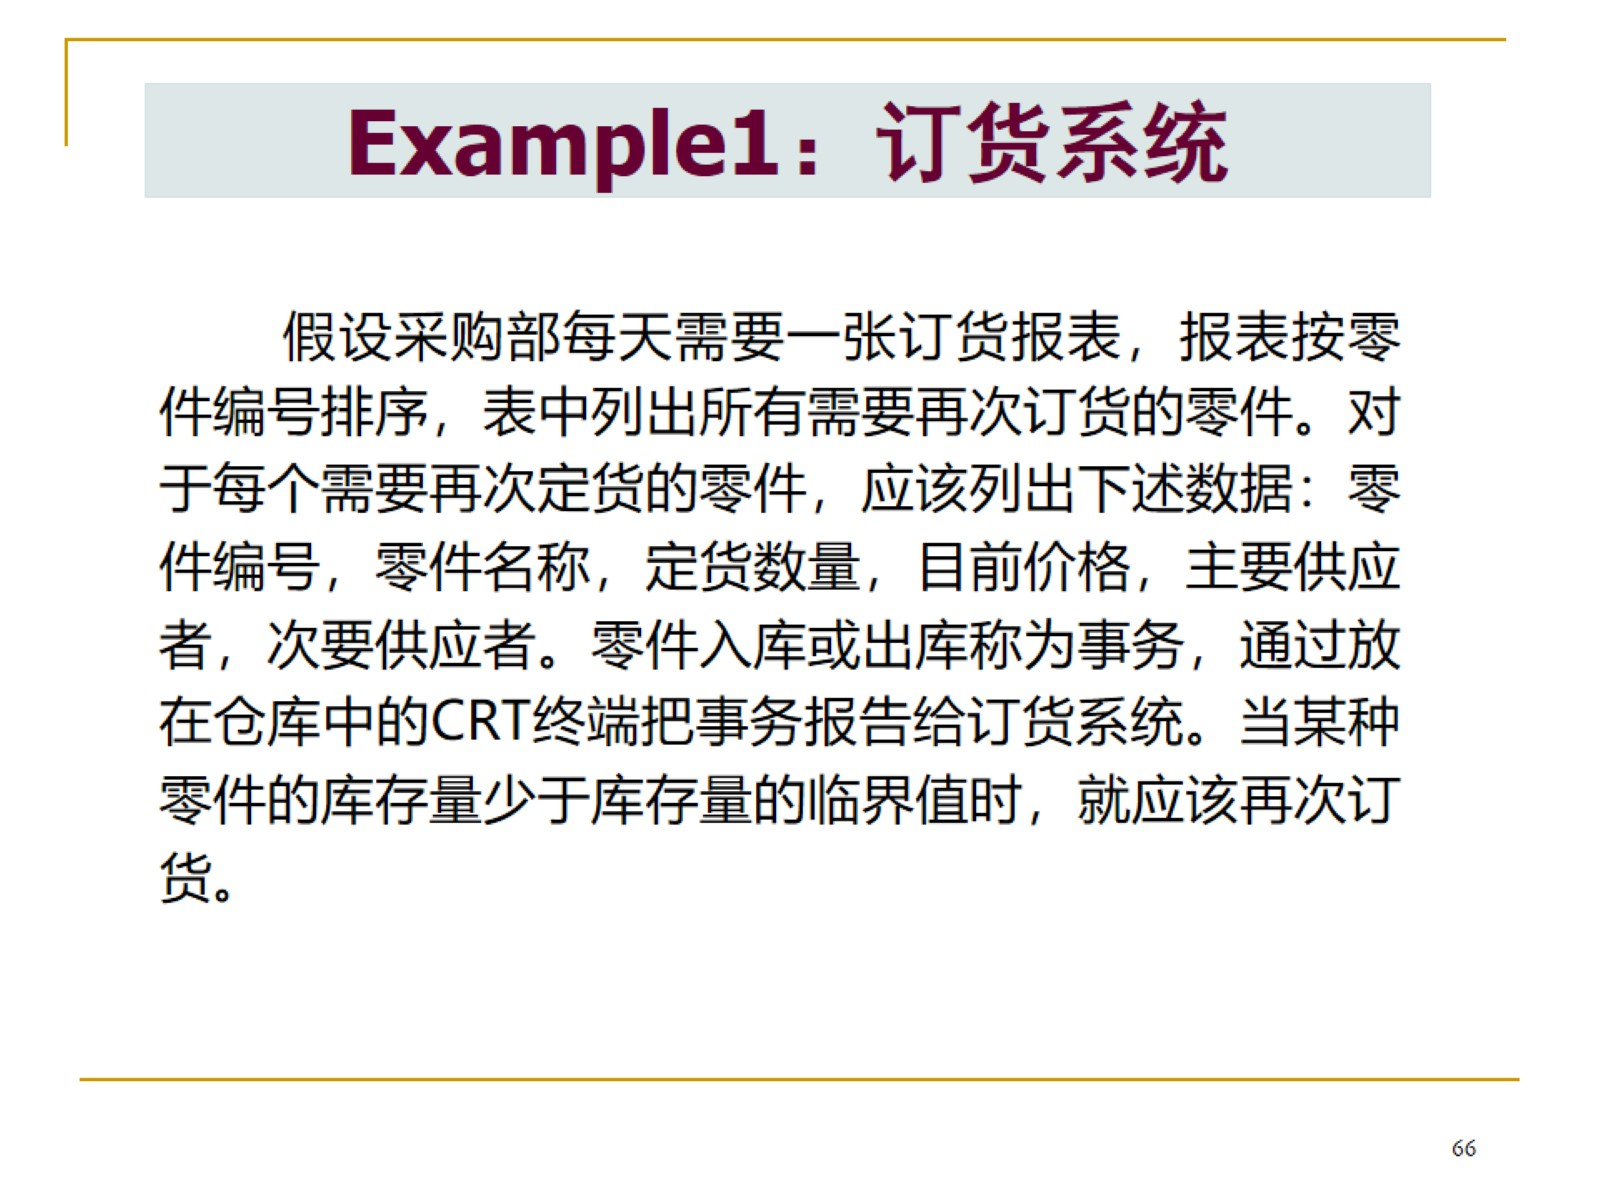 Example1：订货系统
假设采购部每天需要一张订货报表，报表按零
件编号排序，表中列出所有需要再次订货的零件。对
于每个需要再次定货的零件，应该列出下述数据：零
件编号，零件名称，定货数量，目前价格，主要供应
者，次要供应者。零件入库或出库称为事务，通过放
在仓库中的CRT终端把事务报告给订货系统。当某种
零件的库存量少于库存量的临界值时，就应该再次订
货。
66